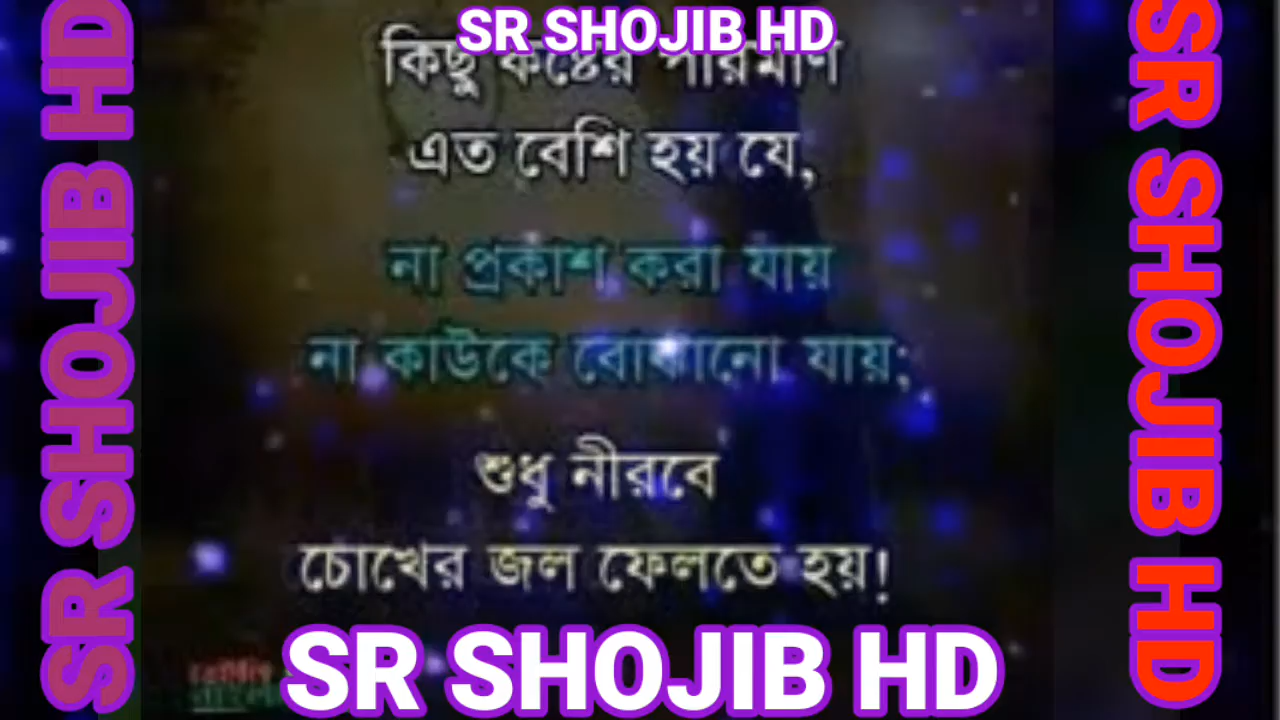 SR SHOJIB HD
কিছু কষ্টের পরিমাণ
এত বেশি হয় যে,
না প্রকাশ করা যায়
না কাউকে বোঝানো যায়;
শুধু নীরবে
চোখের জল ফেলতে হয়!
SR SHOJIB HD
SR SHOJIB HD
SR SHOJIB HD